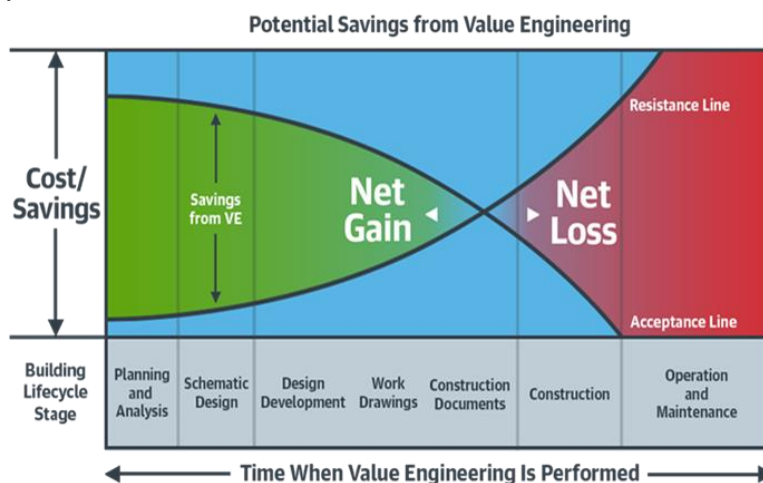 Potential Savings from Value Engineering
Resistance Line
Cost/
Savings
Savings
from VE
Net
Gain
Net
Loss
Acceptance Line
Building
Lifecycle
Stage
Planning
and
Analysis
Schematic
Design
Design
Development
Work
Drawings
Construction
Documents
Construction
Operation
and
Maintenance
Time When Value Engineering Is Performed